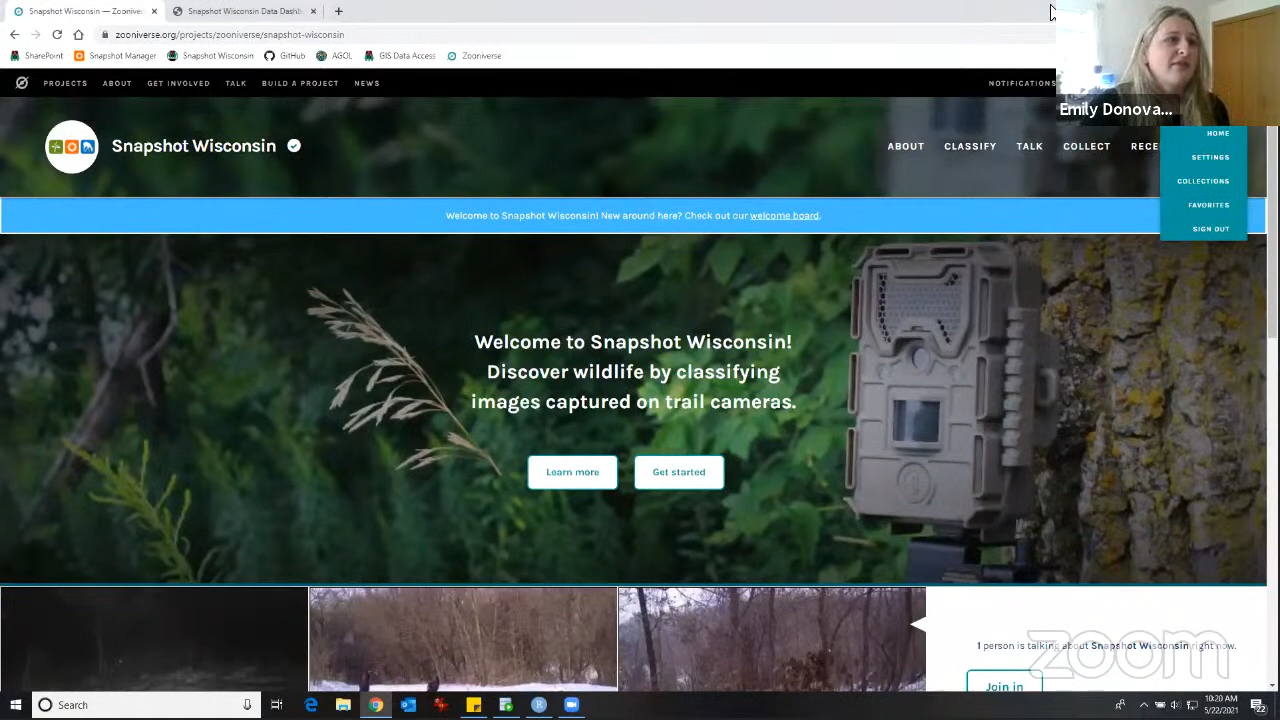 Snapshot Wisconsin — Zooniver
Snapshot Wisconsin Data Dashb
zooniverse.org/projects/zooniverse/snapshot-wisconsin
SharePoint Snapshot Manager Snapshot Wisconsin GitHub AGOL GIS Data Access Zooniverse
PROJECTS ABOUT GET INVOLVED TALK BUILD A PROJECT NEWS NOTIFICATIONS
Emily Donova...
Snapshot Wisconsin
ABOUT CLASSIFY TALK COLLECT RECE
HOME
SETTINGS
COLLECTIONS
FAVORITES
SIGN OUT
Welcome to Snapshot Wisconsin! New around here? Check out our welcome board.
Welcome to Snapshot Wisconsin!
Discover wildlife by classifying
images captured on trail cameras.
Learn more Get started
1 person is talking about Snapshot Wisconsin right now.
zoom
Join in
Search
10:20 AM
5/22/2021
22